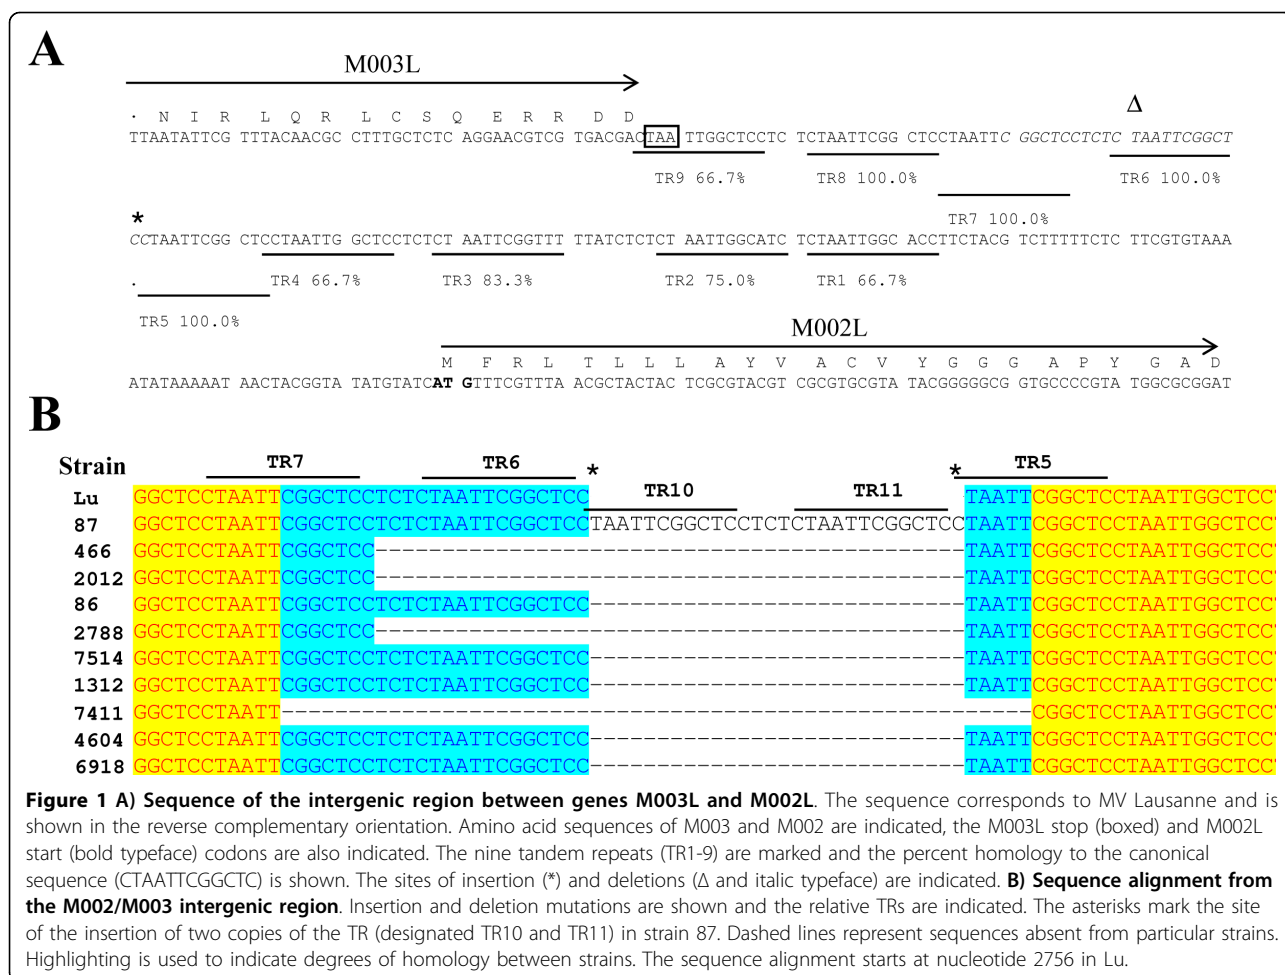 A
M003L
· N I R L Q R L C S Q E R R D D
Δ
TTAATATTCG TTTACAACGC CTTTGCTCTC AGGAACGTCG TGACGACTAA TTGGCTCCTC TCTAATTCGG CTCCTAATTC GGCTCCTCTC TAATTCGGCT
TR9 66.7% TR8 100.0% TR6 100.0%
TR7 100.0%
*
CCTAATTCGG CTCCTAATTG GCTCCTCTCT AATTCGGTTT TTATCTCTCT AATTGGCATC TCTAATTGGC ACCTTCTACG TCTTTTTCTC TTCGTGTAAA
. TR4 66.7% TR3 83.3% TR2 75.0% TR1 66.7%
TR5 100.0%
M002L
M F R L T L L L A Y V A C V Y G G G A P Y G A D
ATATAAAAAT AACTACGGTA TATGTATCAT GTTTCGTTTA ACGCTACTAC TCGCGTACGT CGCGTGCGTA TACGGGGGCG GTGCCCCGTA TGGCGCGGAT
B
Strain TR7 TR6 * * TR5
TR10 TR11
Lu GGCTCCTAATTCGGCTCCTCTCTAATTCGGCTCC TAATTCGGCTCCTAATTGGCTCC
87 GGCTCCTAATTCGGCTCCTCTCTAATTCGGCTCCTAATTCGGCTCCTCTCTAATTCGGCTCCTAATTCGGCTCCTAATTGGCTCC
466 GGCTCCTAATTCGGCTCC-------------------------------------------TAATTCGGCTCCTAATTGGCTCC
2012 GGCTCCTAATTCGGCTCC-------------------------------------------TAATTCGGCTCCTAATTGGCTCC
86 GGCTCCTAATTCGGCTCCTCTCTAATTCGGCTCC---------------------------TAATTCGGCTCCTAATTGGCTCC
2788 GGCTCCTAATTCGGCTCC-------------------------------------------TAATTCGGCTCCTAATTGGCTCC
7514 GGCTCCTAATTCGGCTCCTCTCTAATTCGGCTCC---------------------------TAATTCGGCTCCTAATTGGCTCC
1312 GGCTCCTAATTCGGCTCCTCTCTAATTCGGCTCC---------------------------TAATTCGGCTCCTAATTGGCTCC
7411 GGCTCCTAATT-------------------------------------------------------CGGCTCCTAATTGGCTCC
4604 GGCTCCTAATTCGGCTCCTCTCTAATTCGGCTCC---------------------------TAATTCGGCTCCTAATTGGCTCC
6918 GGCTCCTAATTCGGCTCCTCTCTAATTCGGCTCC---------------------------TAATTCGGCTCCTAATTGGCTCC
Figure 1 A) Sequence of the intergenic region between genes M003L and M002L. The sequence corresponds to MV Lausanne and is
shown in the reverse complementary orientation. Amino acid sequences of M003 and M002 are indicated, the M003L stop (boxed) and M002L
start (bold typeface) codons are also indicated. The nine tandem repeats (TR1-9) are marked and the percent homology to the canonical
sequence (CTAATTCGGCTC) is shown. The sites of insertion (*) and deletions (Δ and italic typeface) are indicated. B) Sequence alignment from
the M002/M003 intergenic region. Insertion and deletion mutations are shown and the relative TRs are indicated. The asterisks mark the site
of the insertion of two copies of the TR (designated TR10 and TR11) in strain 87. Dashed lines represent sequences absent from particular strains.
Highlighting is used to indicate degrees of homology between strains. The sequence alignment starts at nucleotide 2756 in Lu.